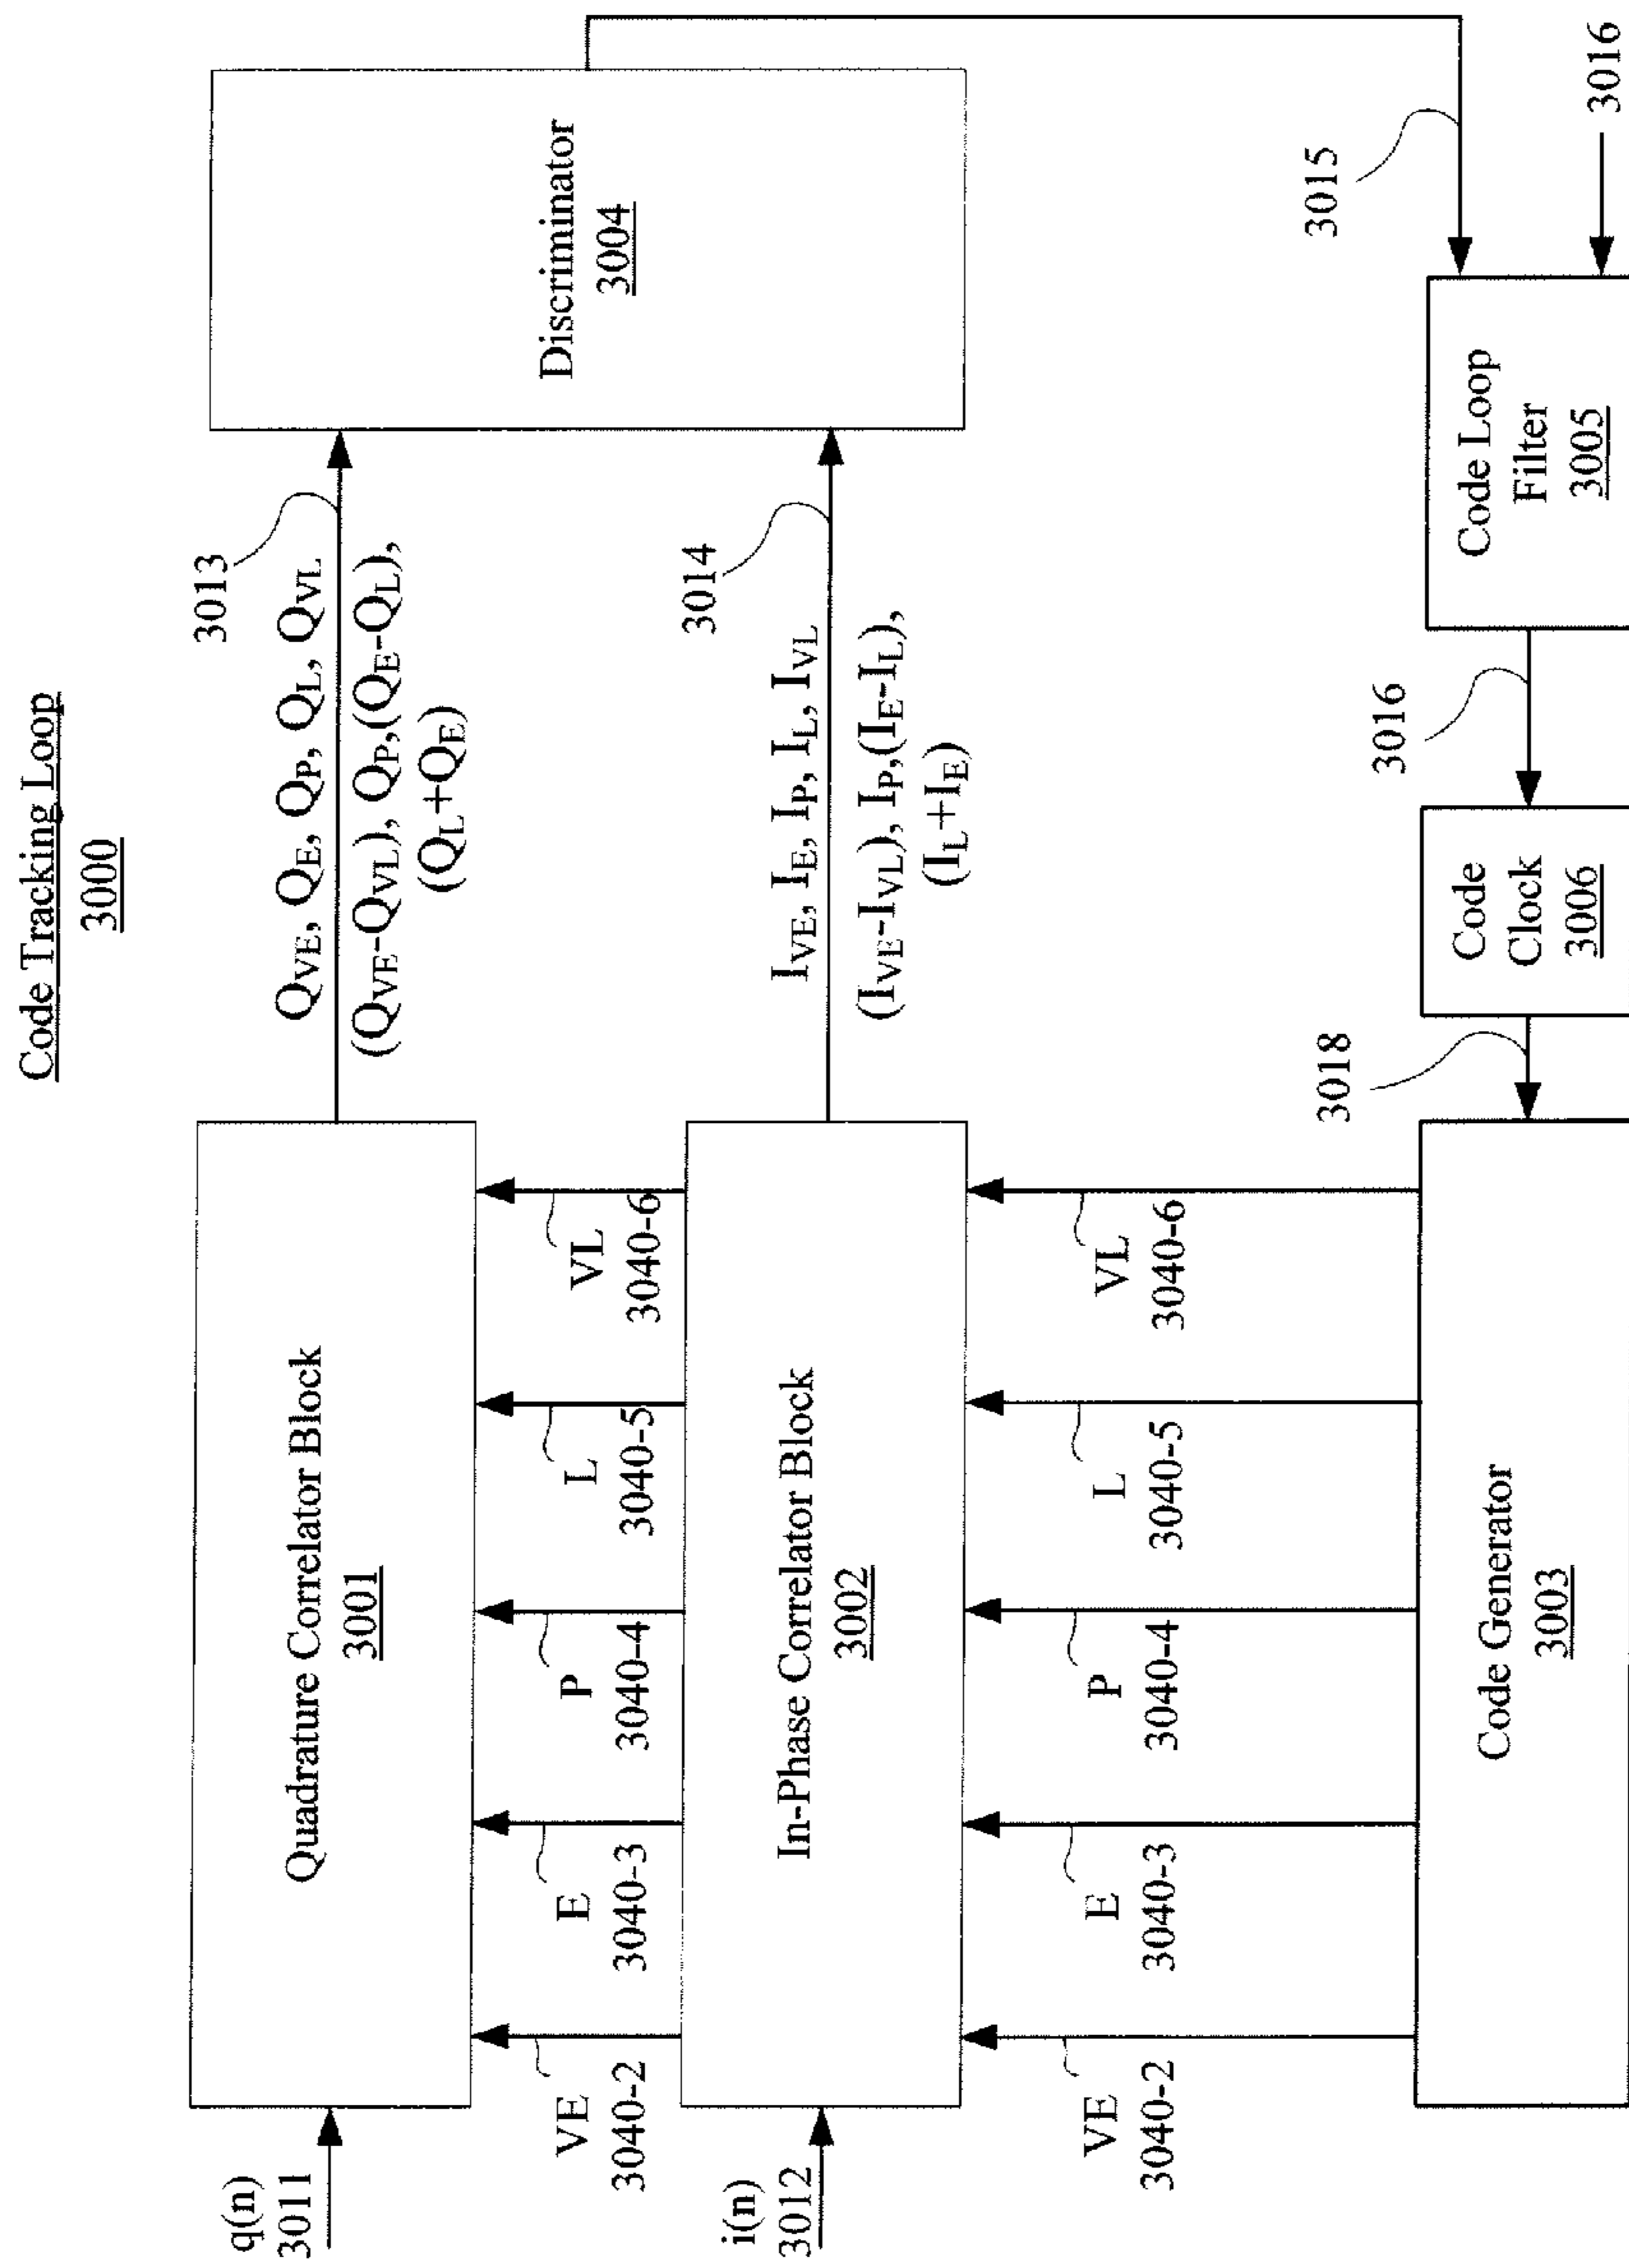 Code Tracking Loop
3000
q(n)
3011
Quadrature Correlator Block
3001
3013
QVE, QE, QP, QL, QVL
(QVE-QVL), QP,(QE-QL),
(QL+QE)
Discriminator
3004
VE
3040-2
E
3040-3
P
3040-4
L
3040-5
VL
3040-6
i(n)
3012
In-Phase Correlator Block
3002
3014
IVE, IE, IP, IL, IVL
(IVE-IVL), IP,(IE-IL),
(IL+IE)
VE
3040-2
E
3040-3
P
3040-4
L
3040-5
VL
3040-6
Code Generator
3003
3018
Code
Clock
3006
3016
Code Loop
Filter
3005
3015
3016